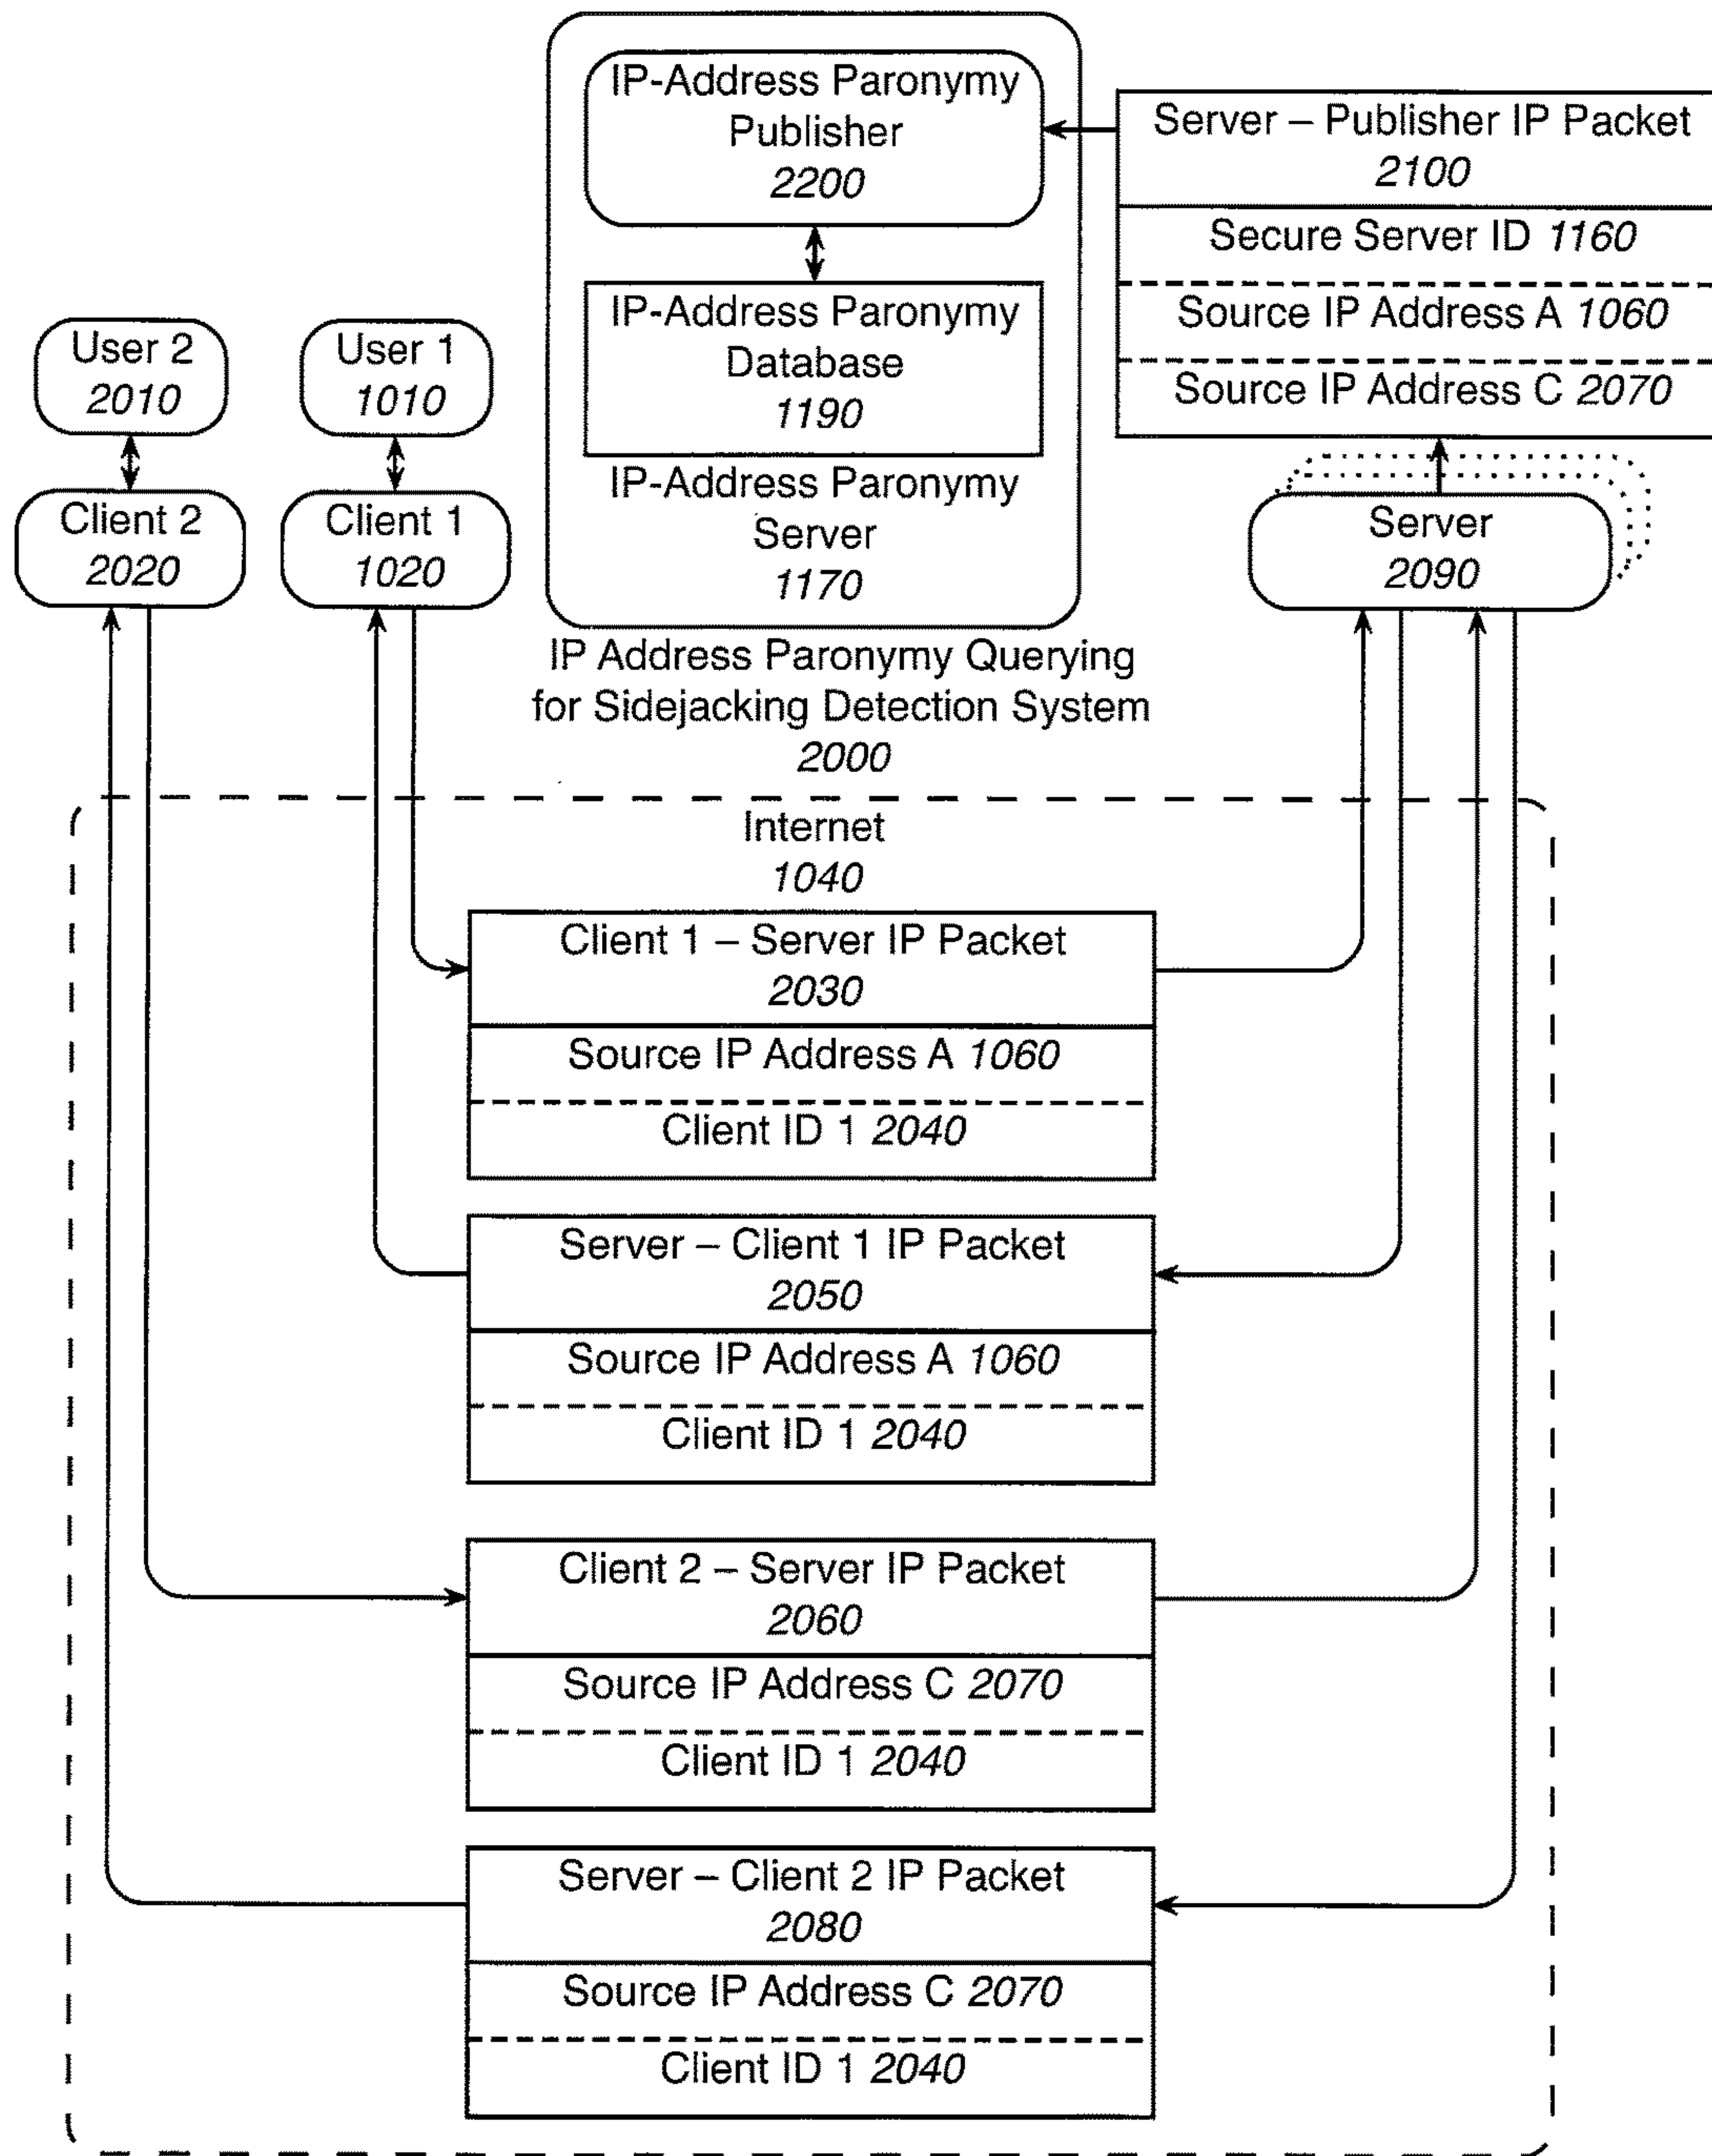 IP-Address Paronymy
Publisher
2200
IP-Address Paronymy
Database
1190
IP-Address Paronymy
Server
1170
IP Address Paronymy Querying
for Sidejacking Detection System
2000
Server – Publisher IP Packet
2100
Secure Server ID 1160
Source IP Address A 1060
Source IP Address C 2070
User 2
2010
User 1
1010
Client 2
2020
Client 1
1020
Server
2090
Internet
1040
Client 1 – Server IP Packet
2030
Source IP Address A 1060
Client ID 1 2040
Server – Client 1 IP Packet
2050
Source IP Address A 1060
Client ID 1 2040
Client 2 – Server IP Packet
2060
Source IP Address C 2070
Client ID 1 2040
Server – Client 2 IP Packet
2080
Source IP Address C 2070
Client ID 1 2040